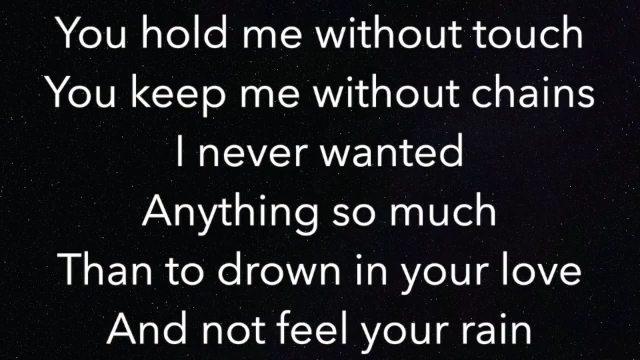 You hold me without touch
You keep me without chains
I never wanted
Anything so much
Than to drown in your love
And not feel your rain